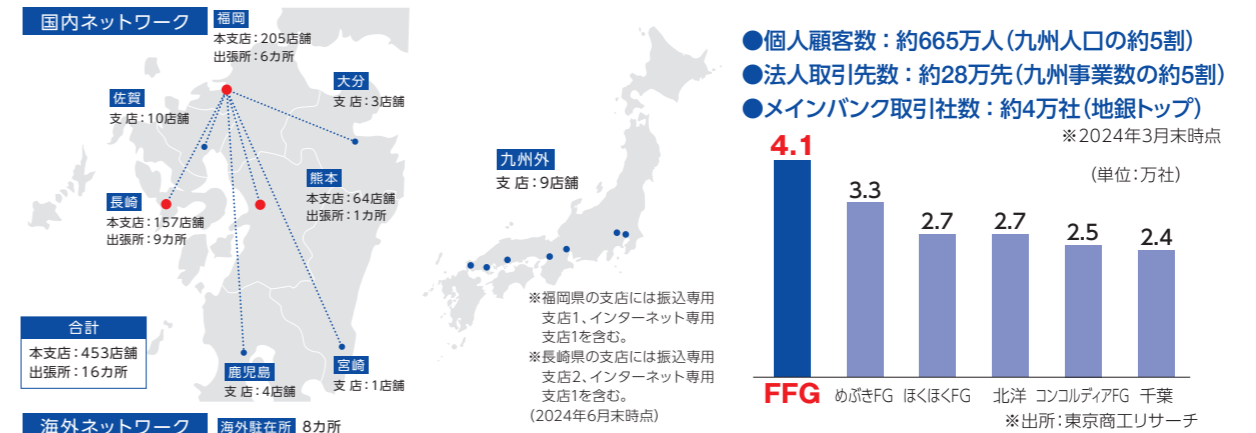 国内ネットワーク
福岡
本支店：205店舗
出張所：6カ所
大分
支 店：3店舗
佐賀
支 店：10店舗
熊本
本支店：64店舗
出張所：1カ所
長崎
本支店：157店舗
出張所：9カ所
合計
本支店：453店舗
出張所：16カ所
鹿児島
支 店：4店舗
宮崎
支 店：1店舗
海外ネットワーク
海外駐在所 8カ所
九州外
支 店：9店舗
※福岡県の支店には振込専用
支店1、インターネット専用
支店1を含む。
※長崎県の支店には振込専用
支店2、インターネット専用
支店1を含む。
（2024年6月末時点）
●個人顧客数：約665万人（九州人口の約5割）
●法人取引先数：約28万先（九州事業数の約5割）
●メインバンク取引社数：約4万社（地銀トップ）
※2024年3月末時点
（単位：万社）
4.1
3.3
2.7
2.7
2.5
2.4
FFG めぶきFG ほくほくFG 北洋 コンコルディアFG 千葉
※出所：東京商工リサーチ